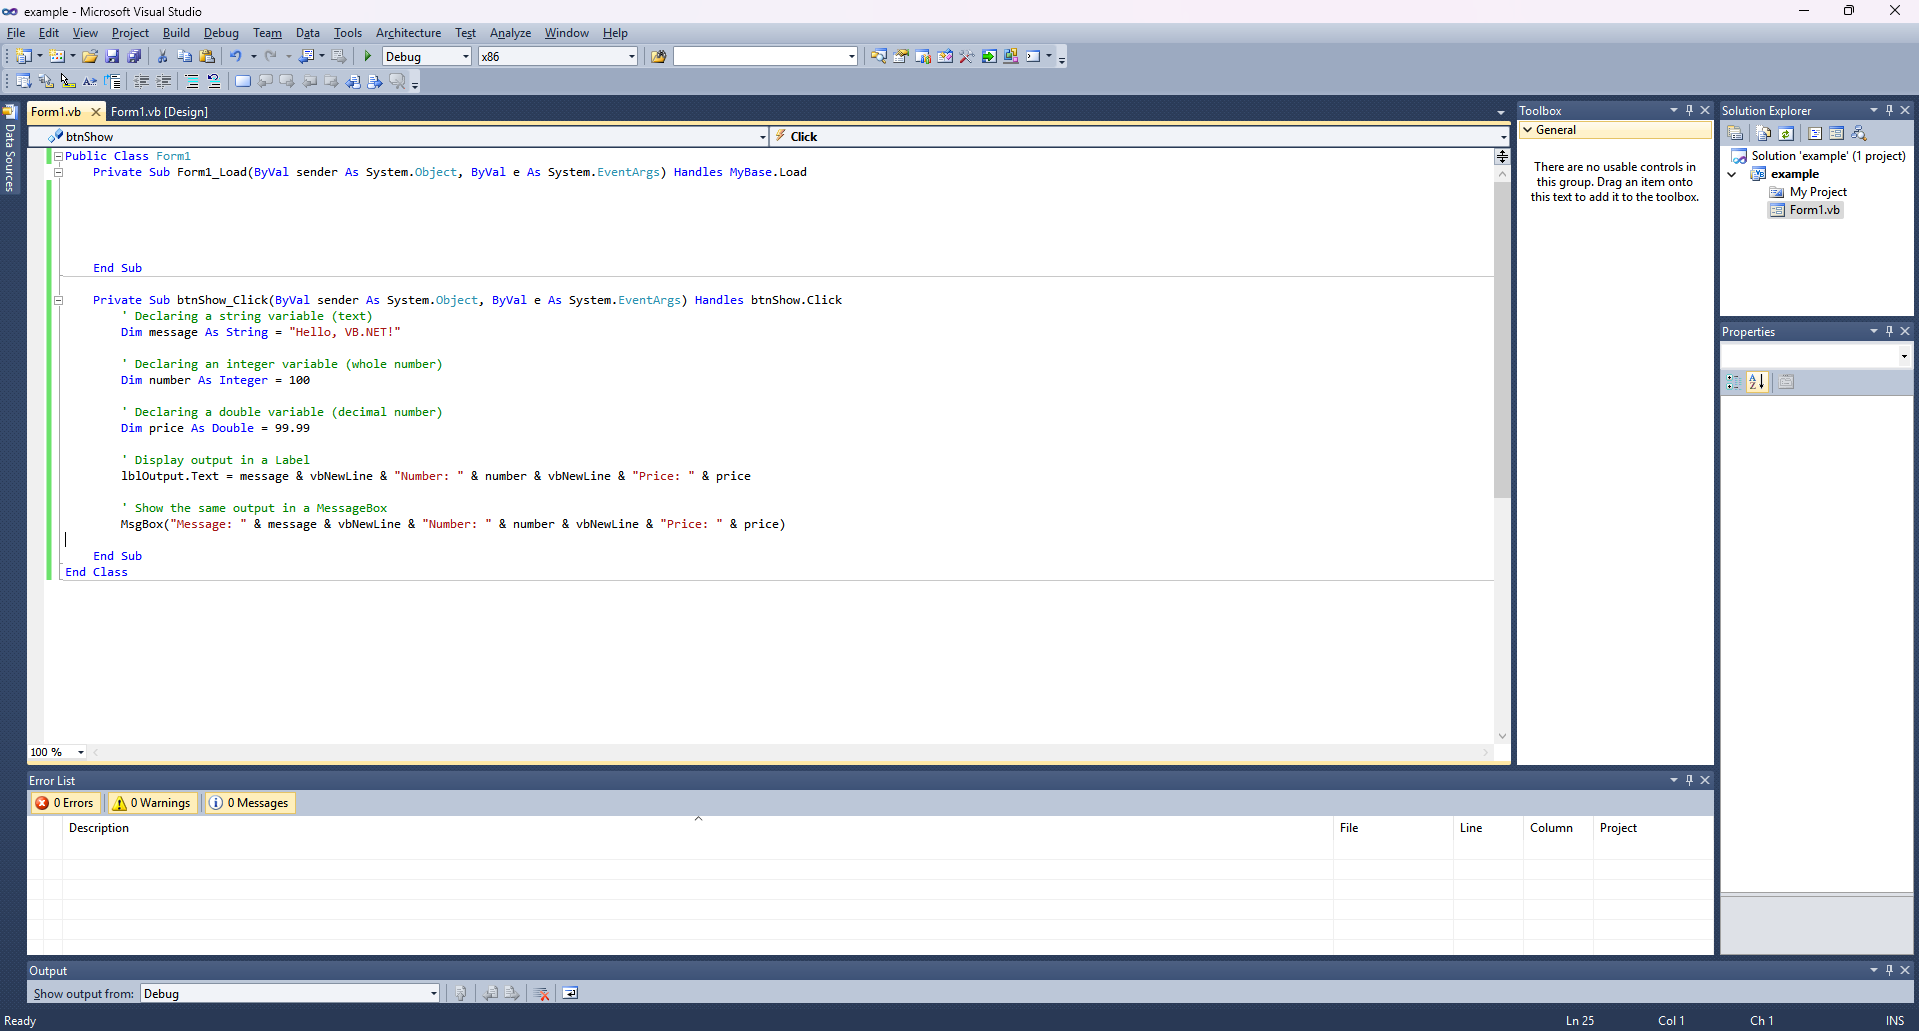 example - Microsoft Visual Studio
File Edit View Project Build Debug Team Data Tools Architecture Test Analyze Window Help
Debug x86
Data Sources
Form1.vb Form1.vb [Design]
btnShow Click
Public Class Form1
Private Sub Form1_Load(ByVal sender As System.Object, ByVal e As System.EventArgs) Handles MyBase.Load
End Sub
Private Sub btnShow_Click(ByVal sender As System.Object, ByVal e As System.EventArgs) Handles btnShow.Click
' Declaring a string variable (text)
Dim message As String = "Hello, VB.NET!"
' Declaring an integer variable (whole number)
Dim number As Integer = 100
' Declaring a double variable (decimal number)
Dim price As Double = 99.99
' Display output in a Label
lblOutput.Text = message & vbNewLine & "Number: " & number & vbNewLine & "Price: " & price
' Show the same output in a MessageBox
MsgBox("Message: " & message & vbNewLine & "Number: " & number & vbNewLine & "Price: " & price)
End Sub
End Class
100 %
Toolbox
General
There are no usable controls in
this group. Drag an item onto
this text to add it to the toolbox.
Solution Explorer
Solution 'example' (1 project)
example
My Project
Form1.vb
Properties
Error List
0 Errors 0 Warnings 0 Messages
Description File Line Column Project
Output
Show output from: Debug
Ready Ln 25 Col 1 Ch 1 INS